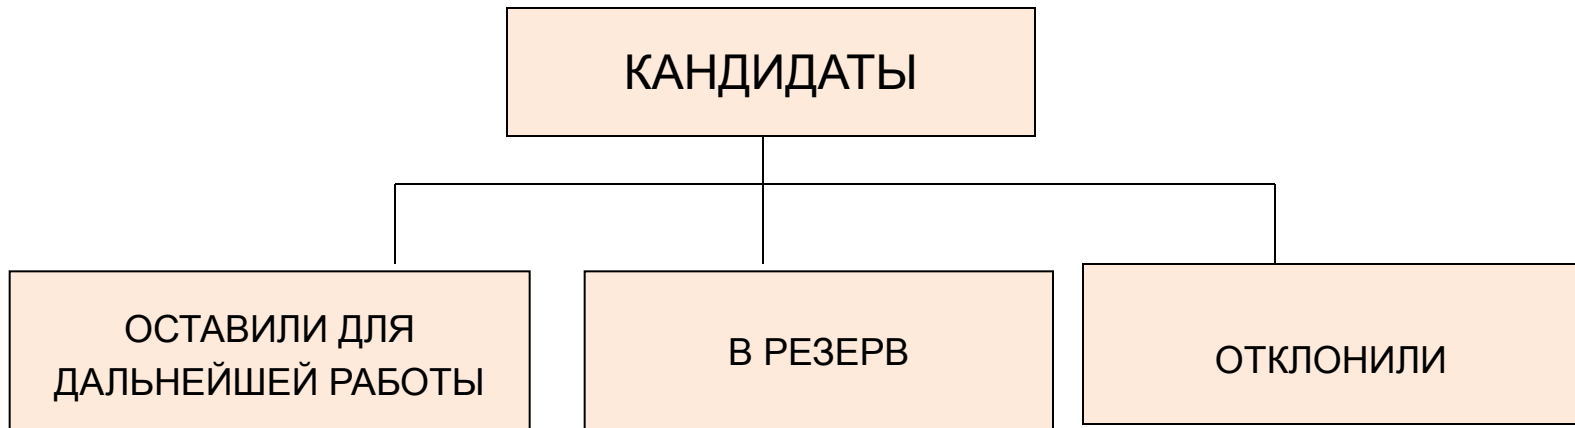 КАНДИДАТЫ
ОСТАВИЛИ ДЛЯ
ДАЛЬНЕЙШЕЙ РАБОТЫ
В РЕЗЕРВ
ОТКЛОНИЛИ